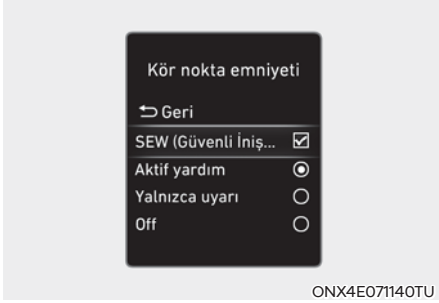 Kör nokta emniyeti
Geri
SEW (Güvenli İniş...
Aktif yardım
Yalnızca uyarı
Off
ONX4E071140TU